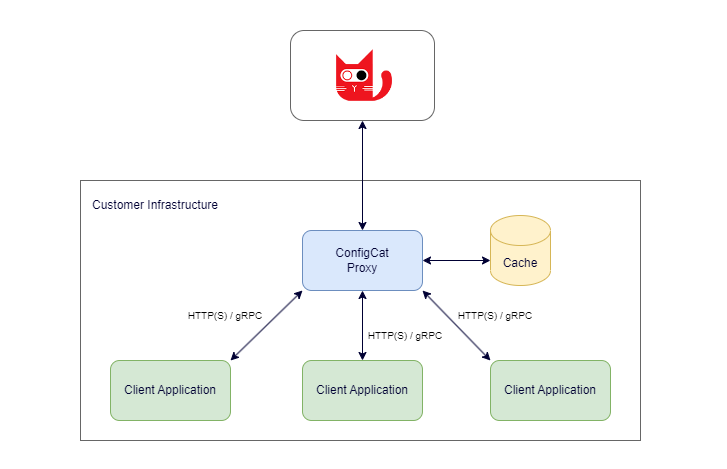 Customer Infrastructure
ConfigCat
Proxy
Cache
HTTP(S) / gRPC
HTTP(S) / gRPC
HTTP(S) / gRPC
Client Application
Client Application
Client Application